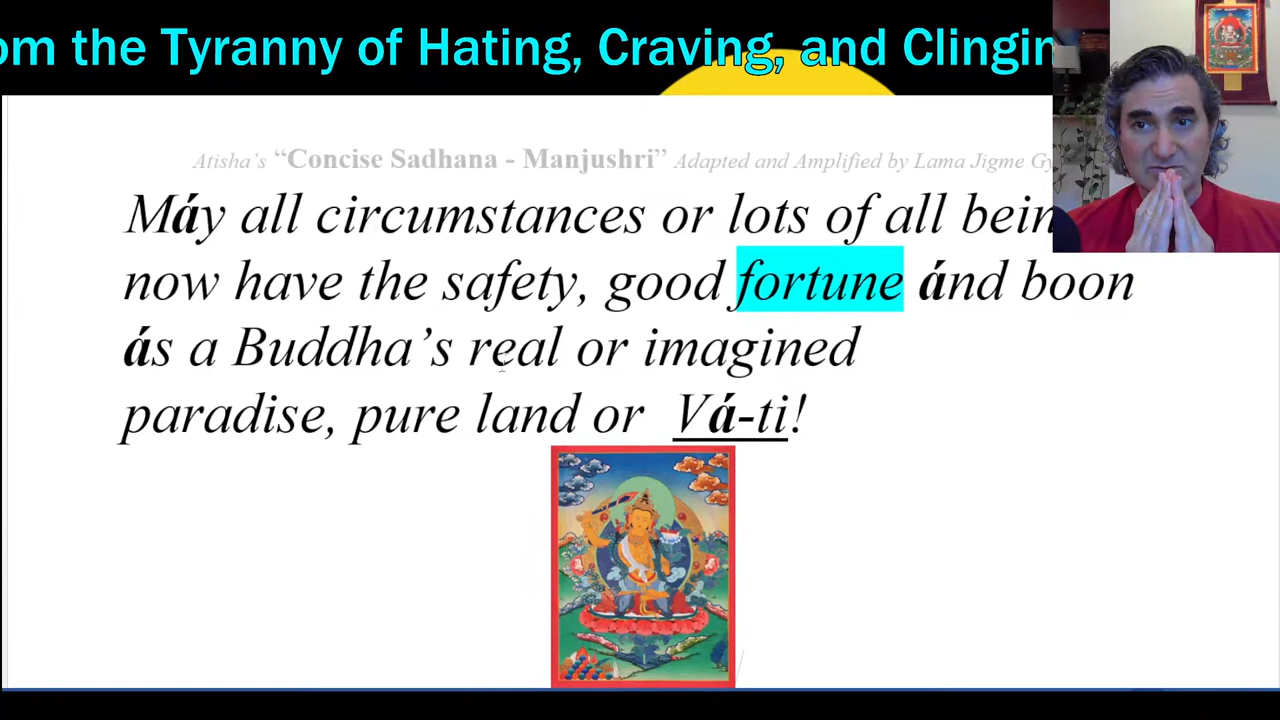 om the Tyranny of Hating, Craving, and Clingin
Atisha’s “Concise Sadhana - Manjushri” Adapted and Amplified by Lama Jigme Gy
Máy all circumstances or lots of all bein
now have the safety, good fortune ánd boon
ás a Buddha’s real or imagined
paradise, pure land or Vá-ti!